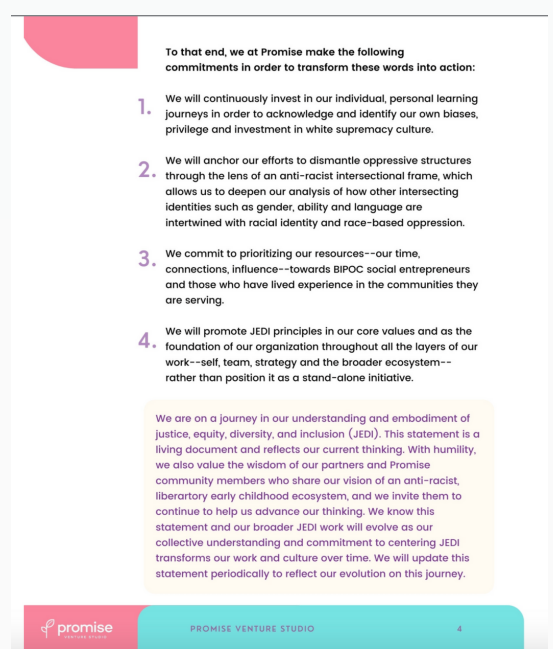 To that end, we at Promise make the following
commitments in order to transform these words into action:
1. We will continuously invest in our individual, personal learning
journeys in order to acknowledge and identify our own biases,
privilege and investment in white supremacy culture.
2. We will anchor our efforts to dismantle oppressive structures
through the lens of an anti-racist intersectional frame, which
allows us to deepen our analysis of how other intersecting
identities such as gender, ability and language are
intertwined with racial identity and race-based oppression.
3. We commit to prioritizing our resources--our time,
connections, influence--towards BIPOC social entrepreneurs
and those who have lived experience in the communities they
are serving.
4. We will promote JEDI principles in our core values and as the
foundation of our organization throughout all the layers of our
work--self, team, strategy and the broader ecosystem--
rather than position it as a stand-alone initiative.
We are on a journey in our understanding and embodiment of
justice, equity, diversity, and inclusion (JEDI). This statement is a
living document and reflects our current thinking. With humility,
we also value the wisdom of our partners and Promise
community members who share our vision of an anti-racist,
liberartory early childhood ecosystem, and we invite them to
continue to help us advance our thinking. We know this
statement and our broader JEDI work will evolve as our
collective understanding and commitment to centering JEDI
transforms our work and culture over time. We will update this
statement periodically to reflect our evolution on this journey.
promise
VENTURE STUDIO
PROMISE VENTURE STUDIO
4